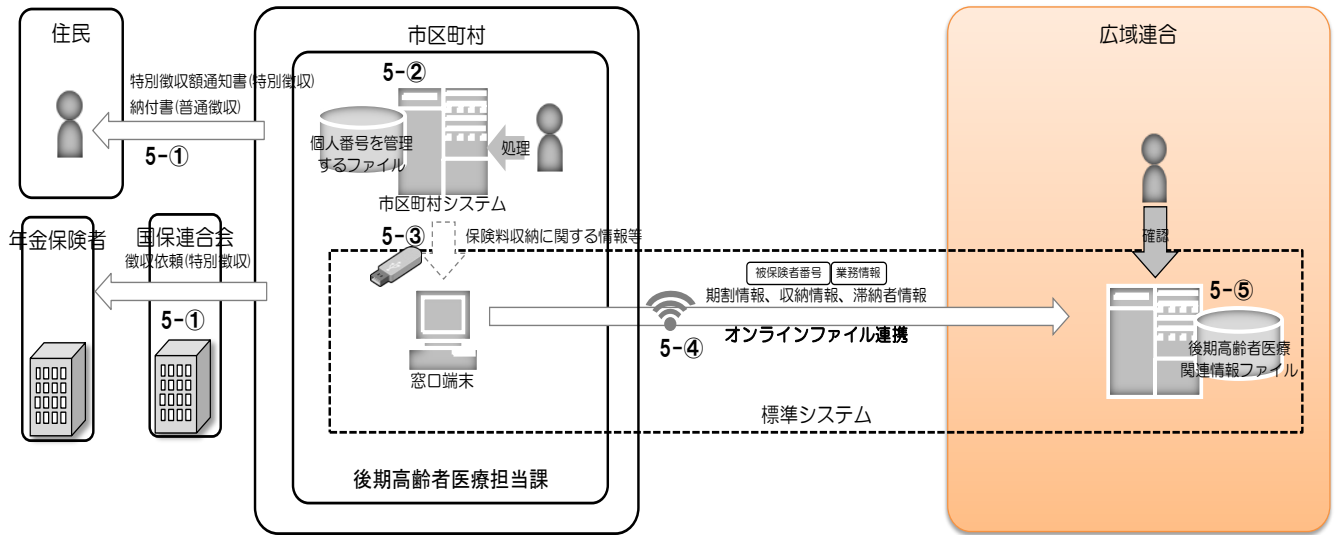 住民
特別徴収額通知書(特別徴収)
納付書(普通徴収)
5-①
年金保険者
国保連合会
徴収依頼(特別徴収)
5-①
市区町村
5-②
個人番号を管理
するファイル
処理
市区町村システム
5-③
保険料収納に関する情報等
窓口端末
後期高齢者医療担当課
被保険者番号
業務情報
期割情報、収納情報、滞納者情報
オンラインファイル連携
5-④
標準システム
広域連合
確認
5-⑤
後期高齢者医療
関連情報ファイル